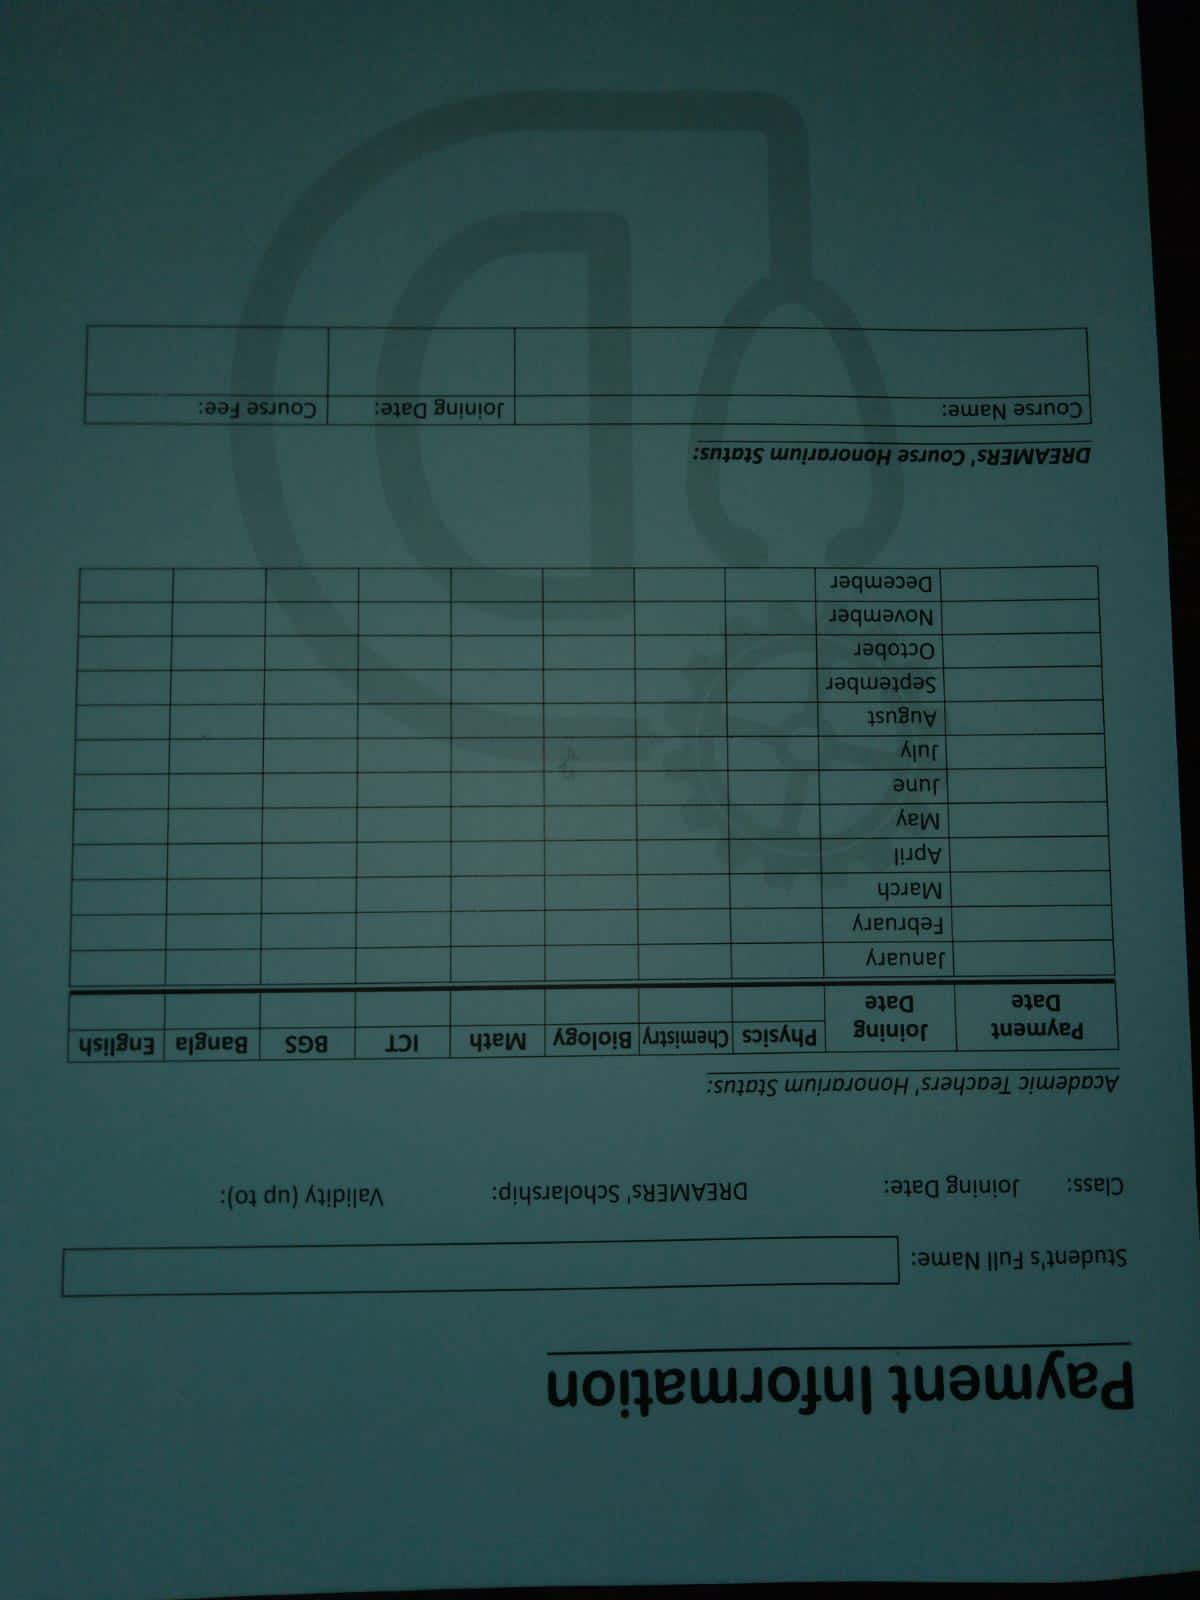 Payment Information
Student's Full Name:
Class: Joining Date: DREAMERs' Scholarship: Validity (up to):
Academic Teachers' Honorarium Status:
Payment Date Joining Date Physics Chemistry Biology Math ICT BGS Bangla English
January
February
March
April
May
June
July
August
September
October
November
December
DREAMERs' Course Honorarium Status:
Course Name: Joining Date: Course Fee: